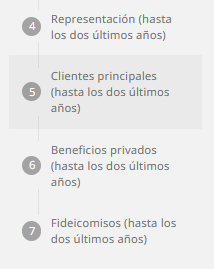 4 Representación (hasta
los dos últimos años)
5 Clientes principales
(hasta los dos últimos
años)
6 Beneficios privados
(hasta los dos últimos
años)
7 Fideicomisos (hasta los
dos últimos años)